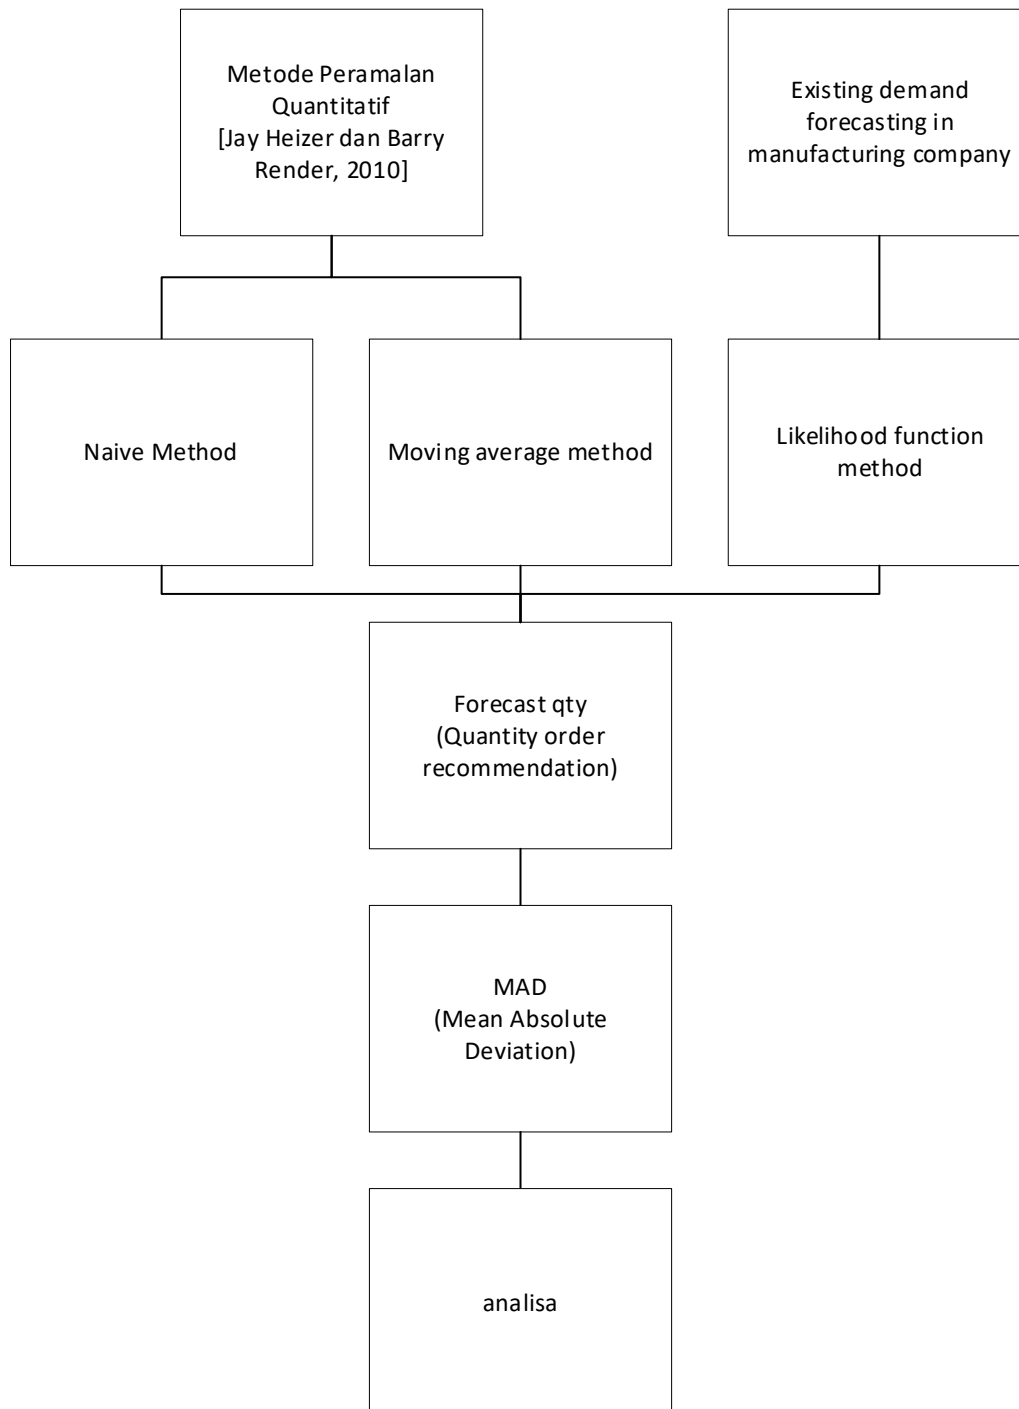 Metode Peramalan
Quantitatif
[Jay Heizer dan Barry
Render, 2010]
Existing demand
forecasting in
manufacturing company
Naive Method
Moving average method
Likelihood function
method
Forecast qty
(Quantity order
recommendation)
MAD
(Mean Absolute
Deviation)
analisa